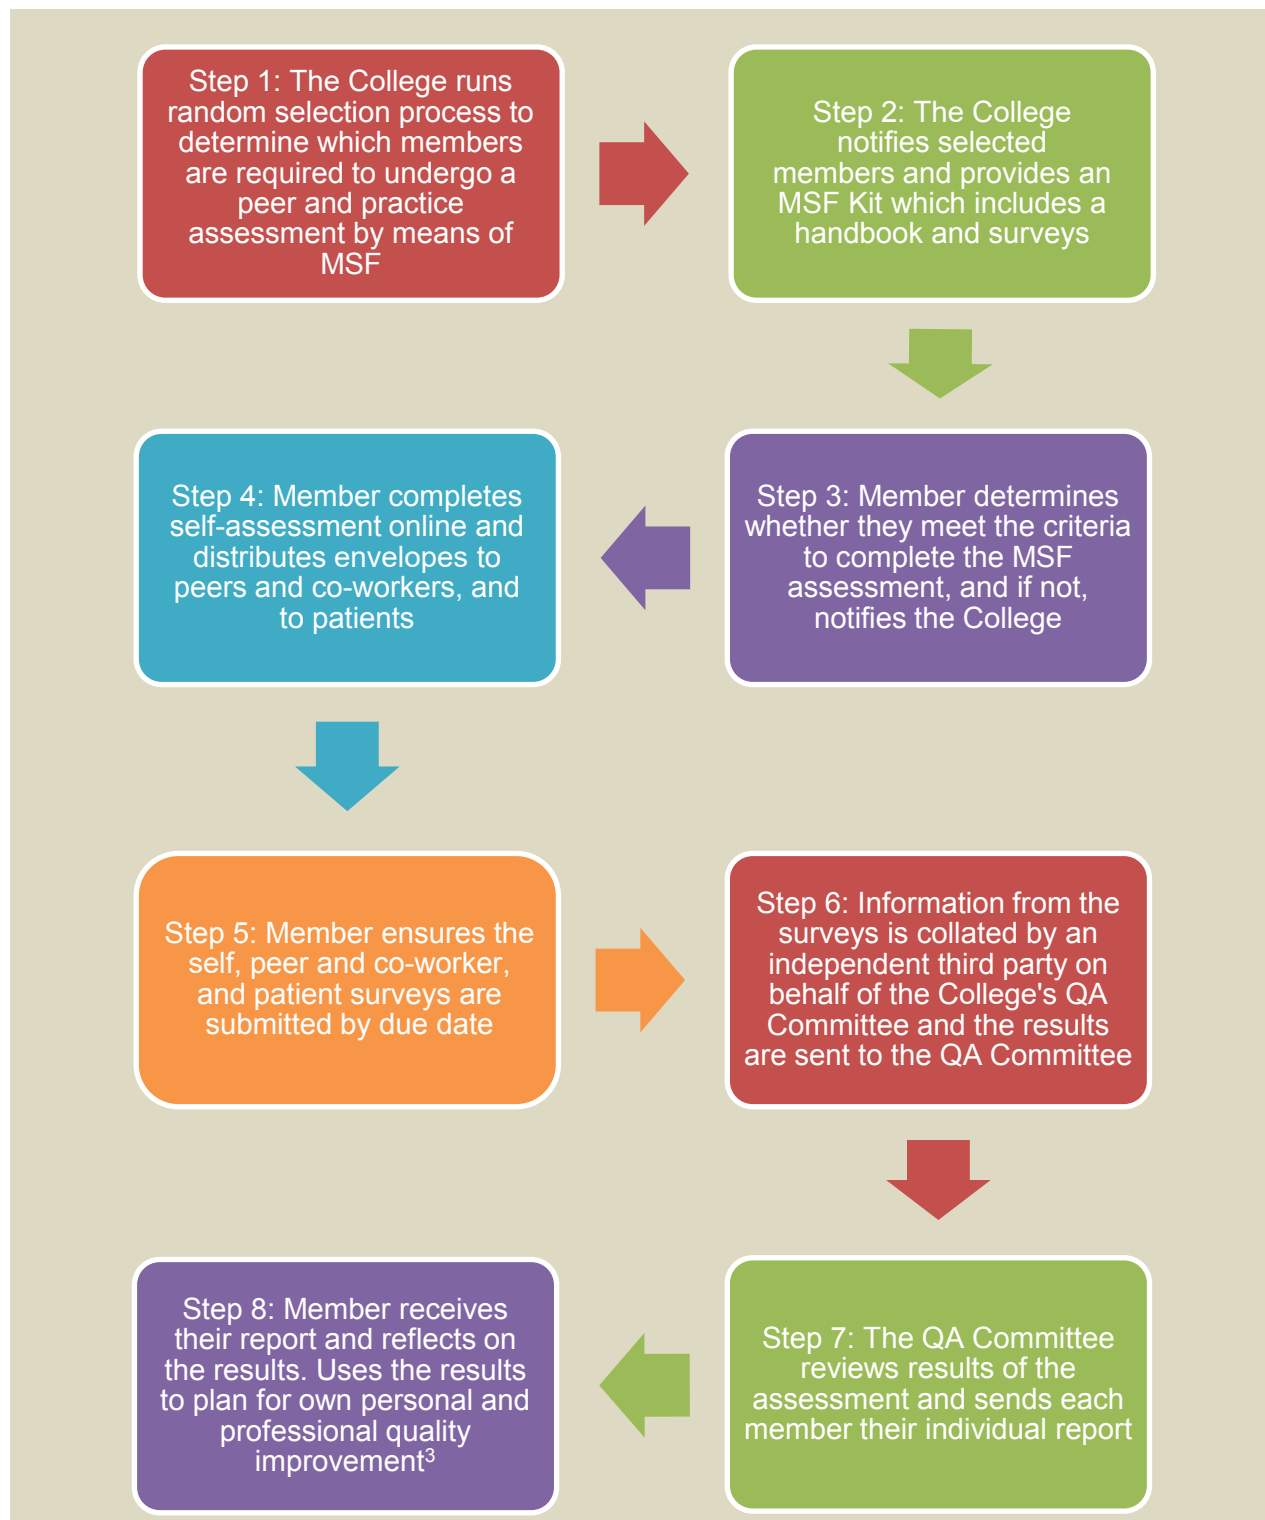 Step 1: The College runs
random selection process to
determine which members
are required to undergo a
peer and practice
assessment by means of
MSF
Step 2: The College
notifies selected
members and provides an
MSF Kit which includes a
handbook and surveys
Step 3: Member determines
whether they meet the criteria
to complete the MSF
assessment, and if not,
notifies the College
Step 4: Member completes
self-assessment online and
distributes envelopes to
peers and co-workers, and
to patients
Step 5: Member ensures the
self, peer and co-worker,
and patient surveys are
submitted by due date
Step 6: Information from the
surveys is collated by an
independent third party on
behalf of the College's QA
Committee and the results
are sent to the QA Committee
Step 7: The QA Committee
reviews results of the
assessment and sends each
member their individual report
Step 8: Member receives
their report and reflects on
the results. Uses the results
to plan for own personal and
professional quality
improvement³